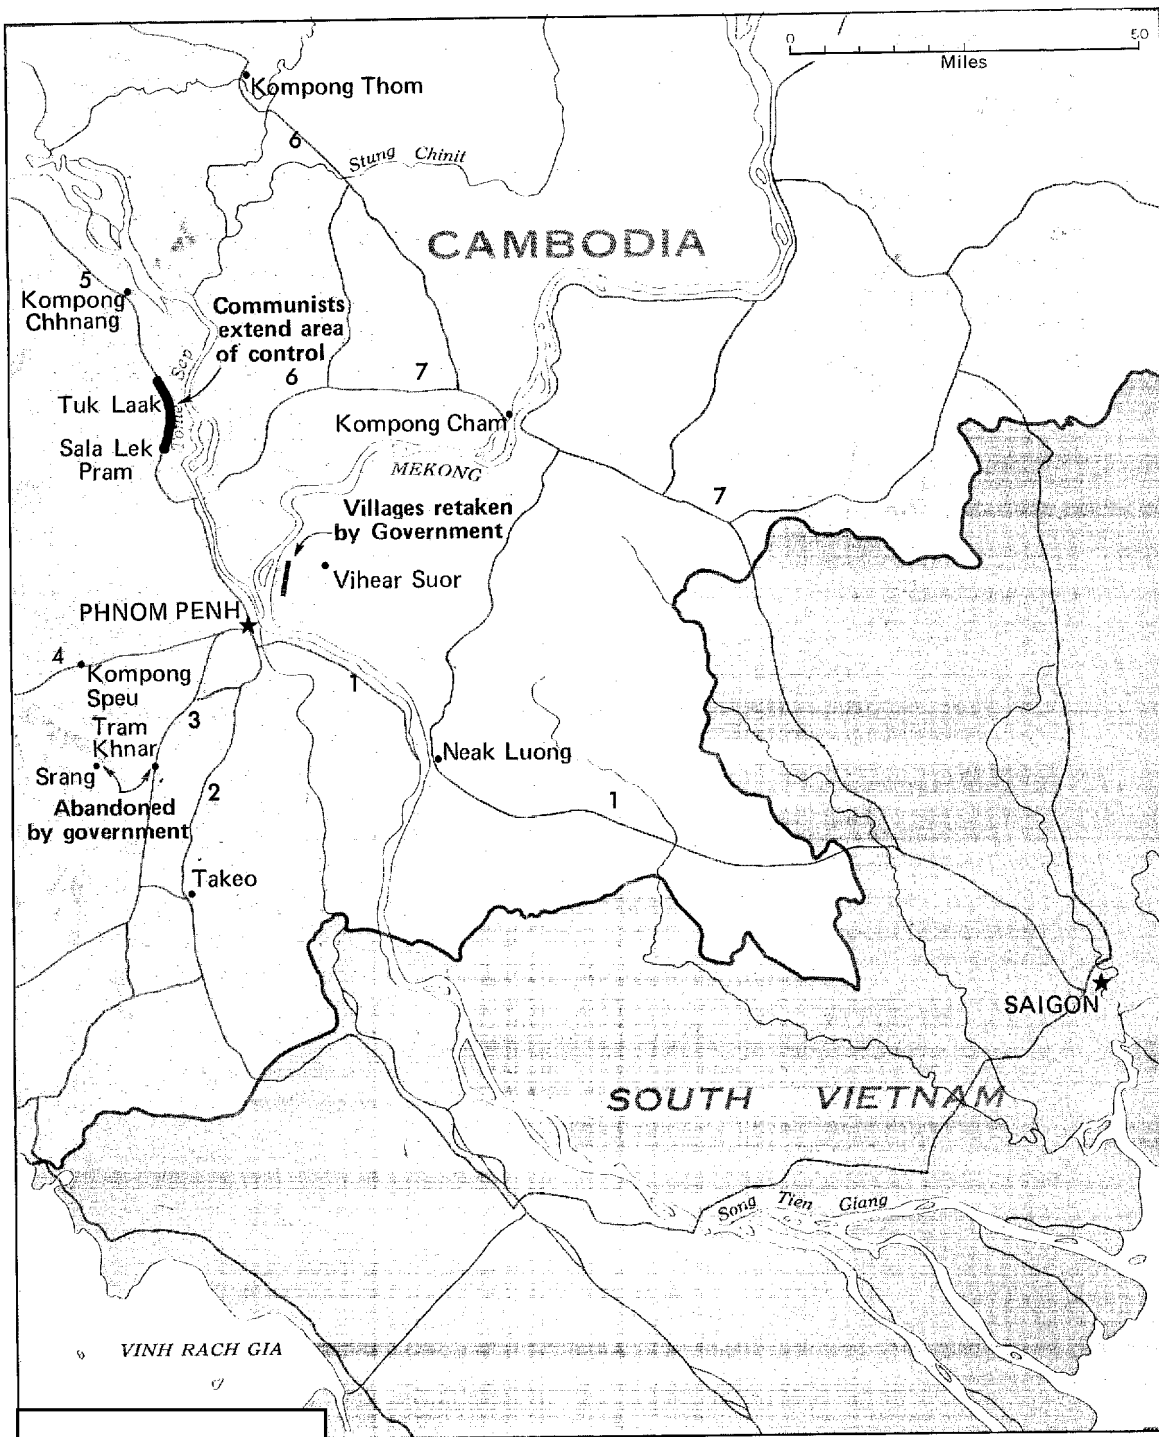 0 50
Miles
Kompong Thom
6
Stung Chinit
CAMBODIA
5
Kompong
Chhnang
Communists
extend area
of control
Sap
6
7
Tuk Laak
Tonle
Kompong Cham
Sala Lek
Pram
MEKONG
7
Villages retaken
by Government
Vihear Suor
PHNOM PENH
4
Kompong
Speu
1
3
Tram
Khnar
Srang
Neak Luong
2
1
Abandoned
by government
Takeo
SAIGON
SOUTH VIETNAM
Song Tien Giang
VINH RACH GIA